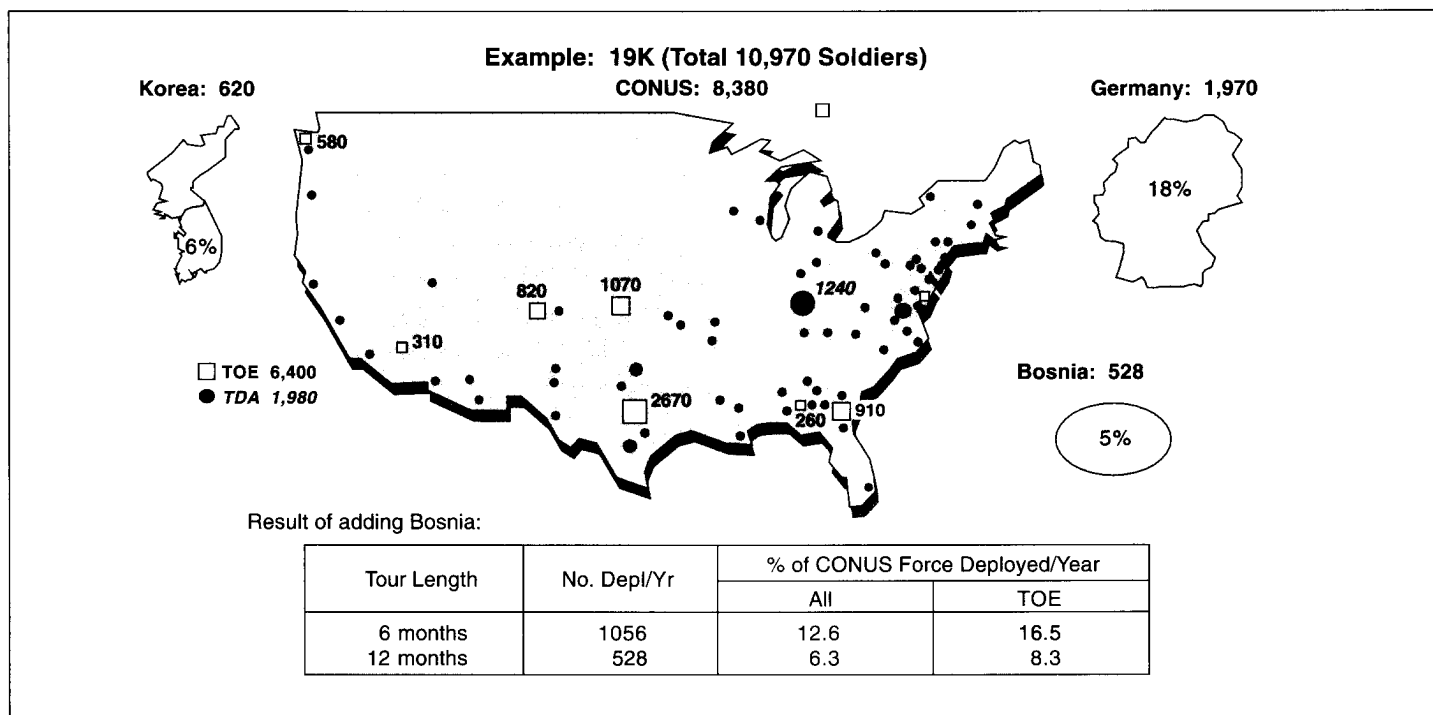 Example: 19K (Total 10,970 Soldiers)
Korea: 620
CONUS: 8,380
Germany: 1,970
580
6%
18%
820
1070
1240
310
TOE 6,400
TDA 1,980
2670
260
910
Bosnia: 528
5%
Result of adding Bosnia:
Tour Length No. Depl/Yr % of CONUS Force Deployed/Year
All TOE
6 months 1056 12.6 16.5
12 months 528 6.3 8.3